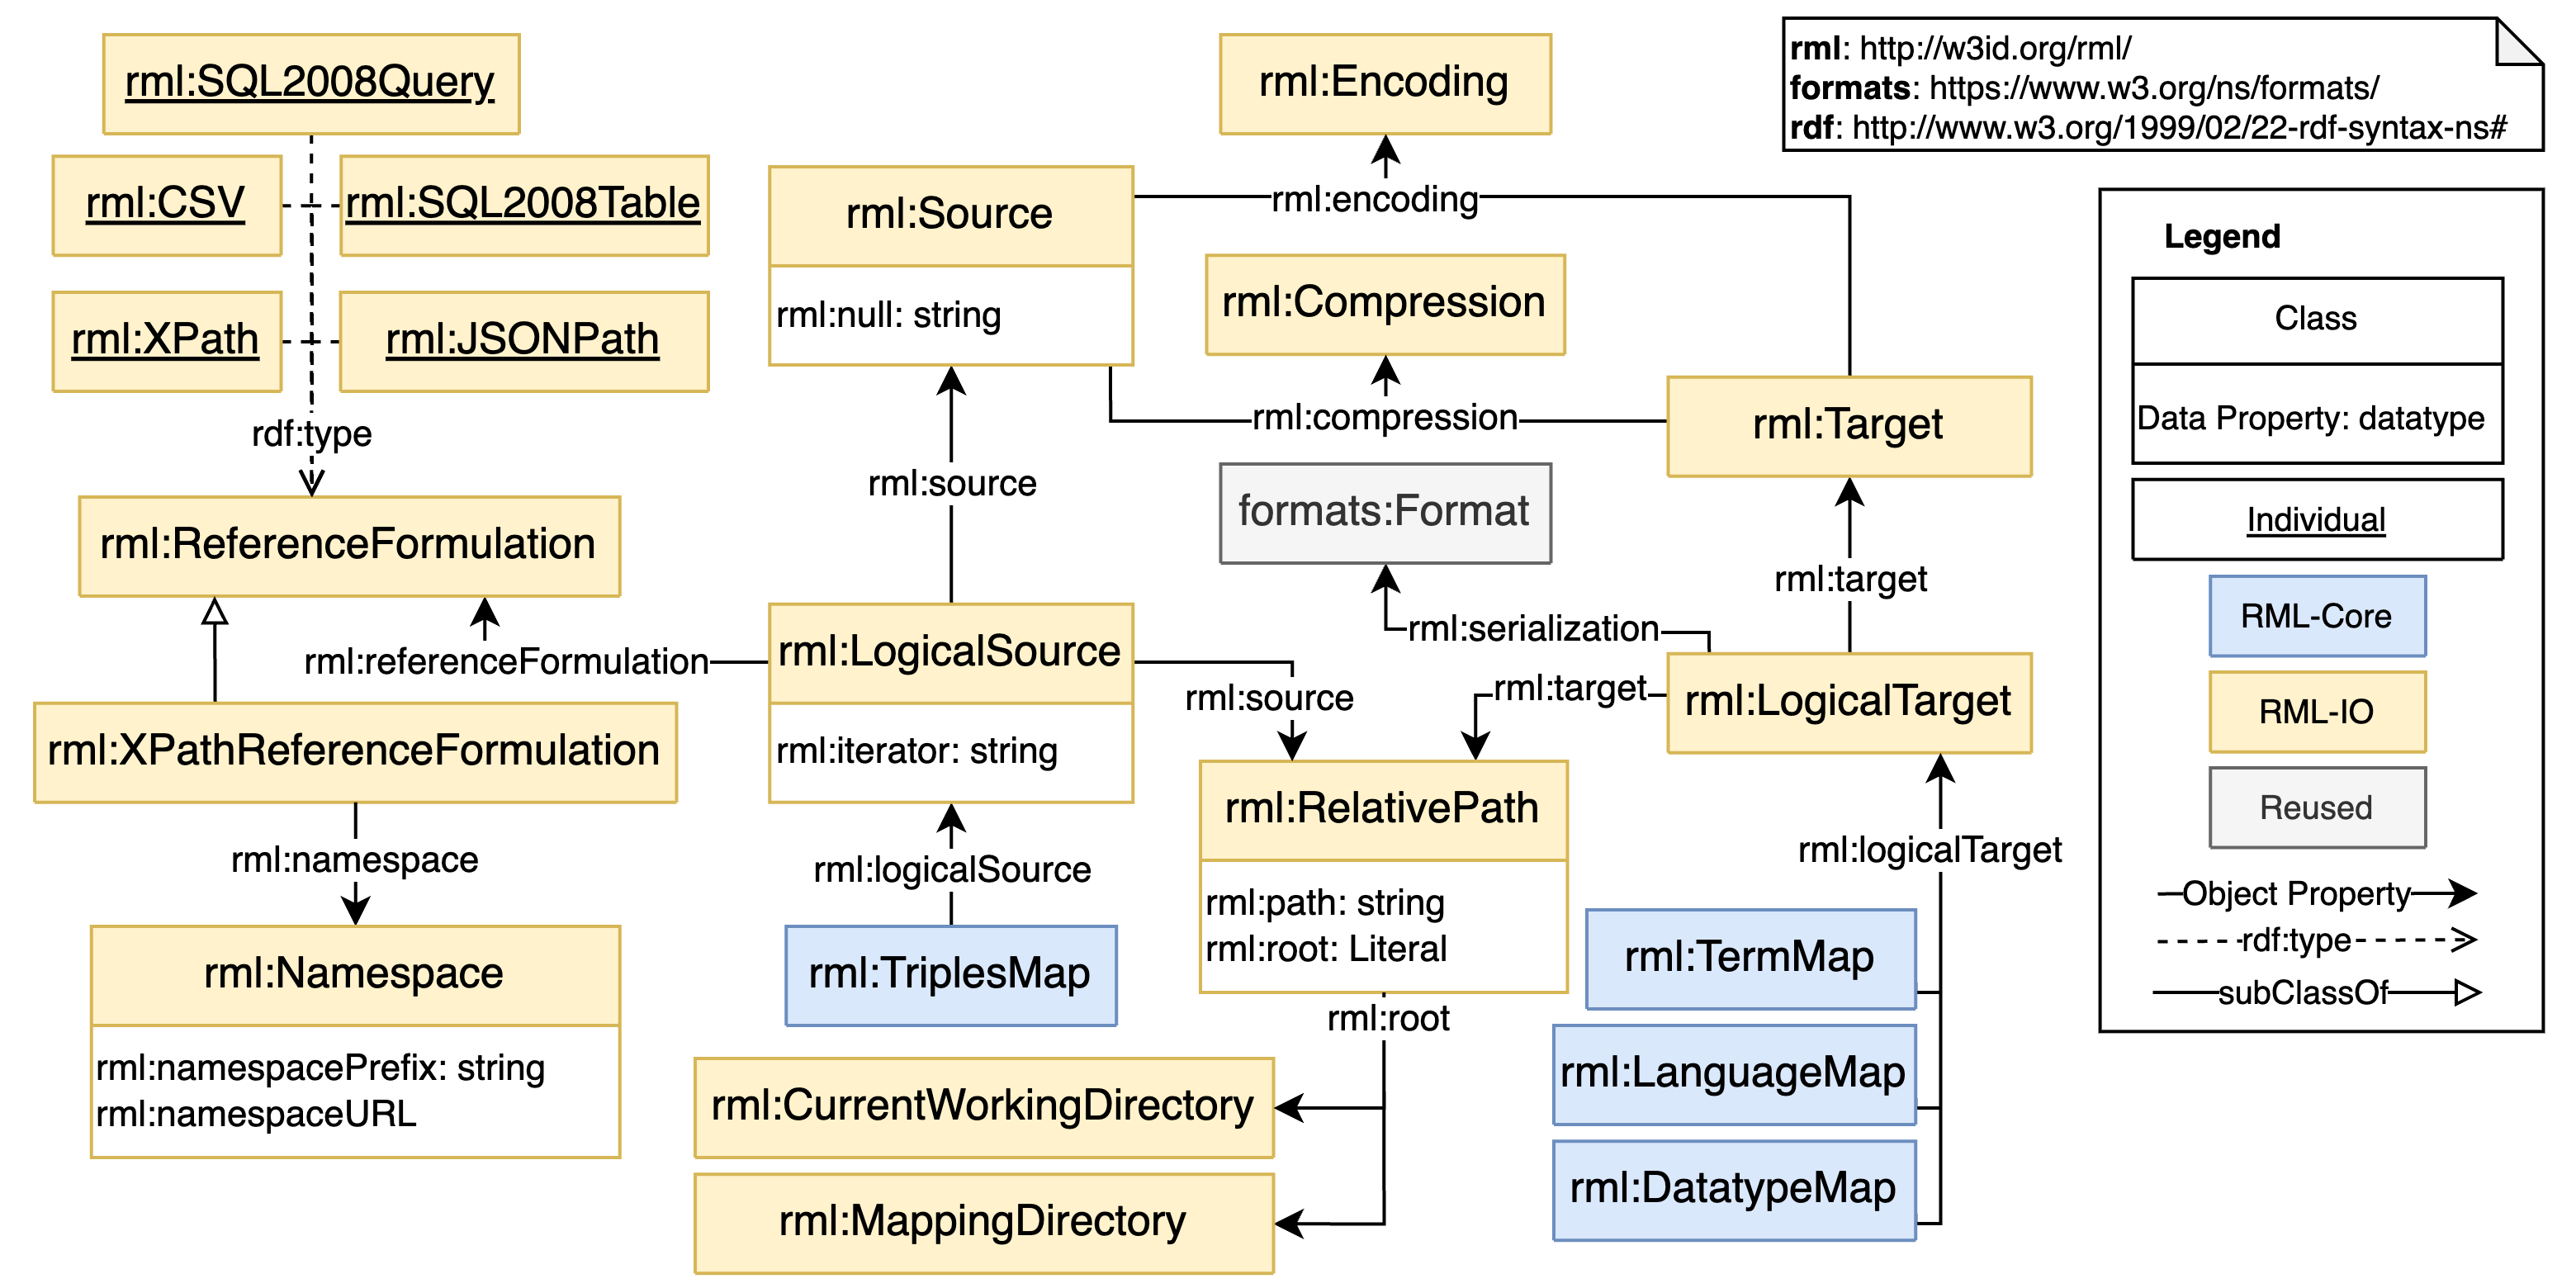 rml:SQL2008Query
rml:CSV
rml:SQL2008Table
rml:XPath
rml:JSONPath
rdf:type
rml:ReferenceFormulation
rml:referenceFormulation
rml:XPathReferenceFormulation
rml:namespace
rml:Namespace
rml:namespacePrefix: string
rml:namespaceURL
rml:Source
rml:null: string
rml:source
rml:LogicalSource
rml:iterator: string
rml:logicalSource
rml:TriplesMap
rml:CurrentWorkingDirectory
rml:MappingDirectory
rml:Encoding
rml:encoding
rml:Compression
rml:compression
formats:Format
rml:serialization
rml:source
rml:target
rml:RelativePath
rml:path: string
rml:root: Literal
rml:root
rml:Target
rml:target
rml:LogicalTarget
rml:logicalTarget
rml:TermMap
rml:LanguageMap
rml:DatatypeMap
rml: http://w3id.org/rml/
formats: https://www.w3.org/ns/formats/
rdf: http://www.w3.org/1999/02/22-rdf-syntax-ns#
Legend
Class
Data Property: datatype
Individual
RML-Core
RML-IO
Reused
Object Property
rdf:type
subClassOf